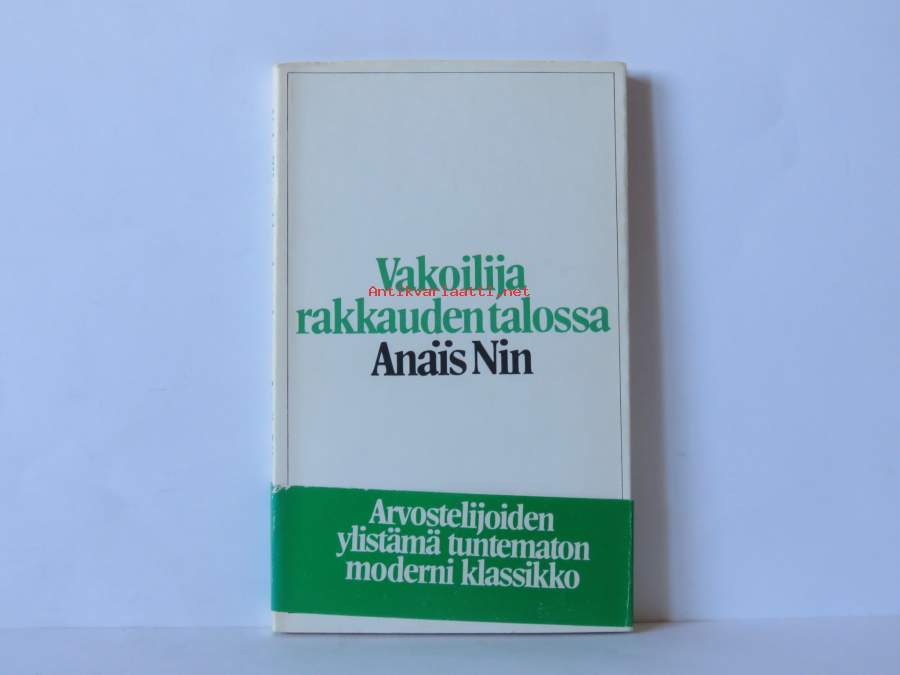 Vakoilija
Antikvariaatti.net
rakkauden talossa
Anaïs Nin
Arvostelijoiden
ylistämä tuntematon
moderni klassikko